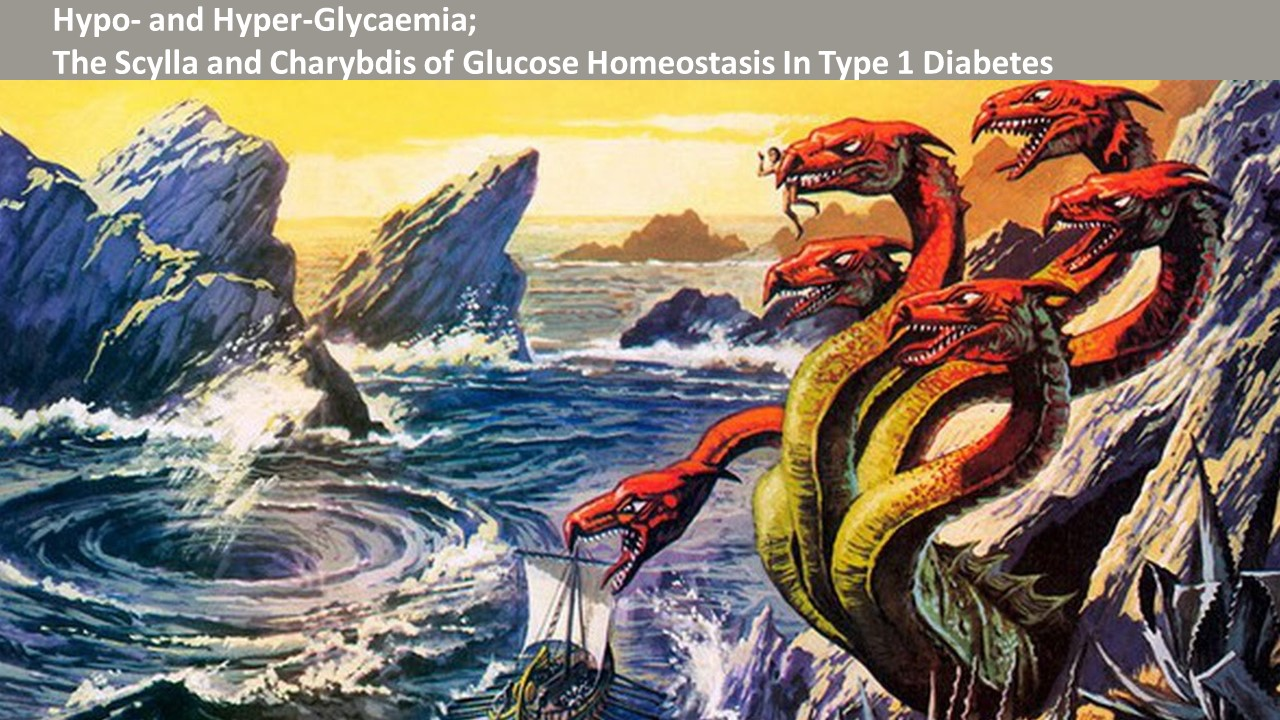 Hypo- and Hyper-Glycaemia;
The Scylla and Charybdis of Glucose Homeostasis In Type 1 Diabetes